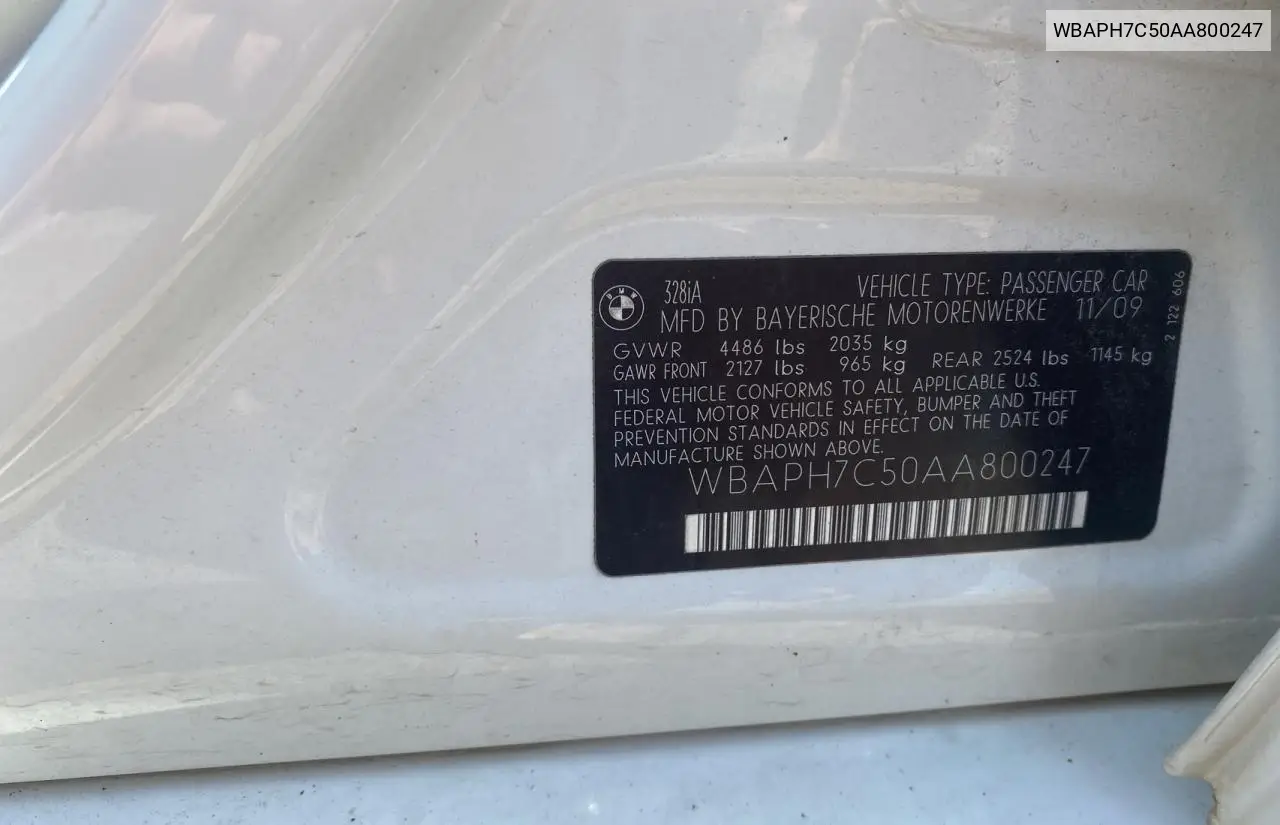 WBAPH7C50AA800247
BMW
328iA VEHICLE TYPE: PASSENGER CAR
MFD BY BAYERISCHE MOTORENWERKE 11/09
GVWR 4486 lbs 2035 kg
GAWR FRONT 2127 lbs 965 kg REAR 2524 lbs 1145 kg
THIS VEHICLE CONFORMS TO ALL APPLICABLE U.S.
FEDERAL MOTOR VEHICLE SAFETY, BUMPER AND THEFT
PREVENTION STANDARDS IN EFFECT ON THE DATE OF
MANUFACTURE SHOWN ABOVE.
WBAPH7C50AA800247
2 122 606